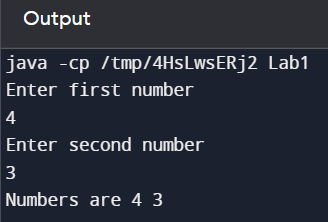 Output
java -cp /tmp/4HsLwsERj2 Lab1
Enter first number
4
Enter second number
3
Numbers are 4 3